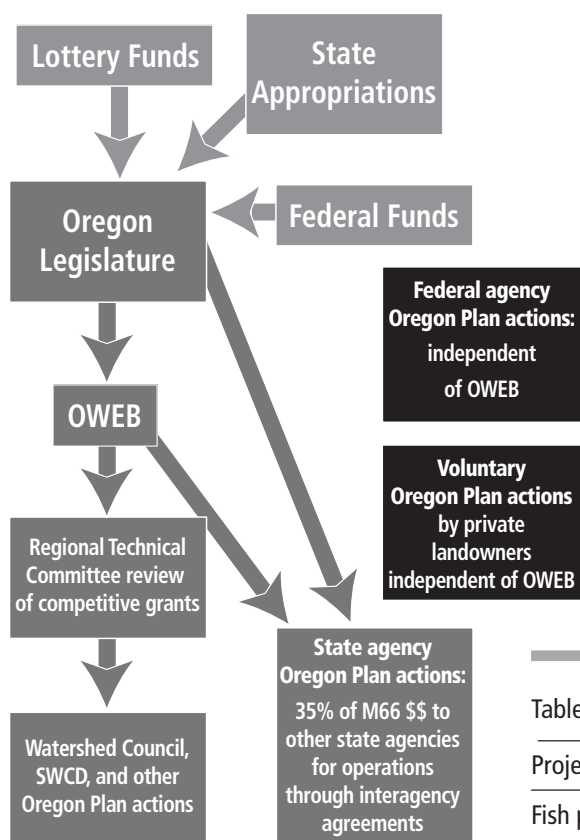 Lottery Funds
State
Appropriations
Oregon
Legislature
Federal Funds
Federal agency
Oregon Plan actions:
independent
of OWEB
OWEB
Voluntary
Oregon Plan actions
by private
landowners
independent of OWEB
Regional Technical
Committee review
of competitive grants
State agency
Oregon Plan actions:
35% of M66 $$ to
other state agencies
for operations
through interagency
agreements
Watershed Council,
SWCD, and other
Oregon Plan actions
Table
Proje
Fish p